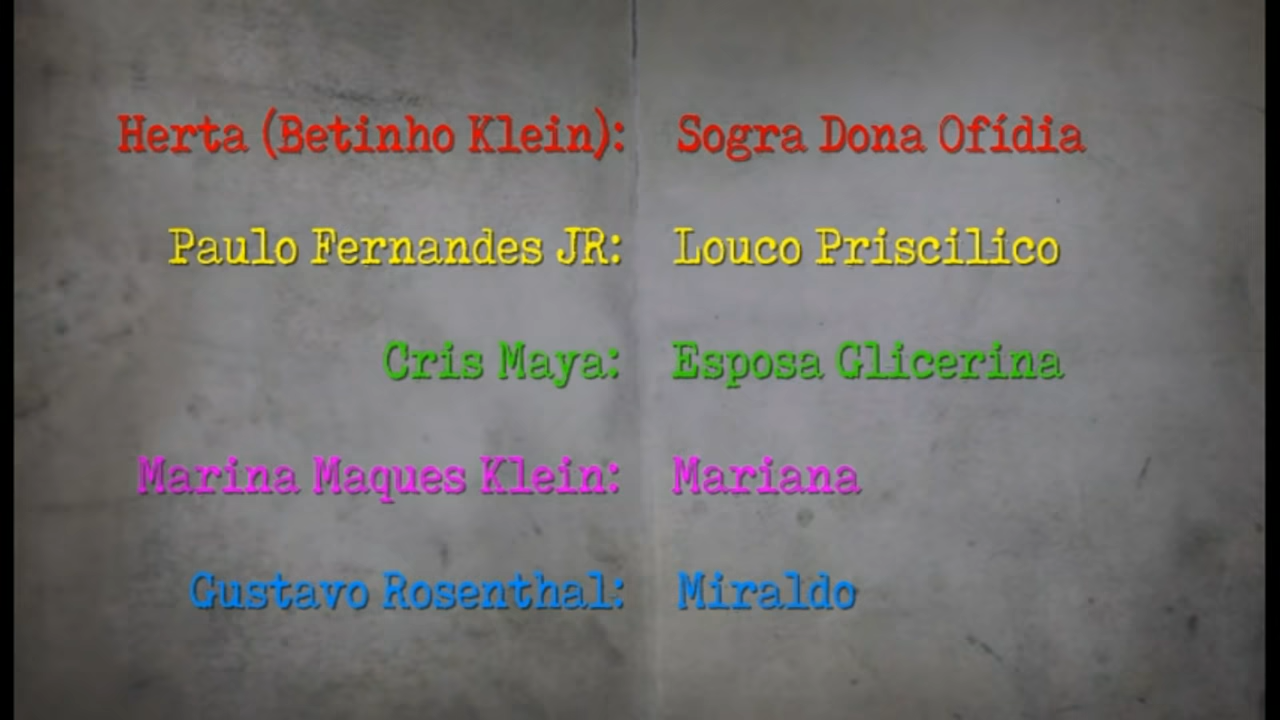 Herta (Betinho Klein): Sogra Dona Ofídia
Paulo Fernandes JR: Louco Priscilico
Cris Maya: Esposa Glicerina
Marina Maques Klein: Mariana
Gustavo Rosenthal: Miraldo